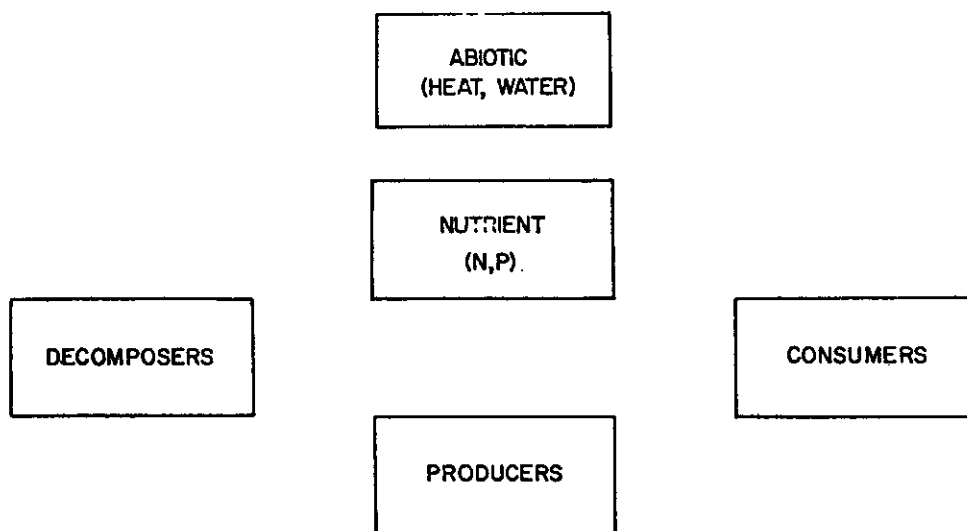 ABIOTIC
(HEAT, WATER)
NUTRIENT
(N,P).
DECOMPOSERS
CONSUMERS
PRODUCERS